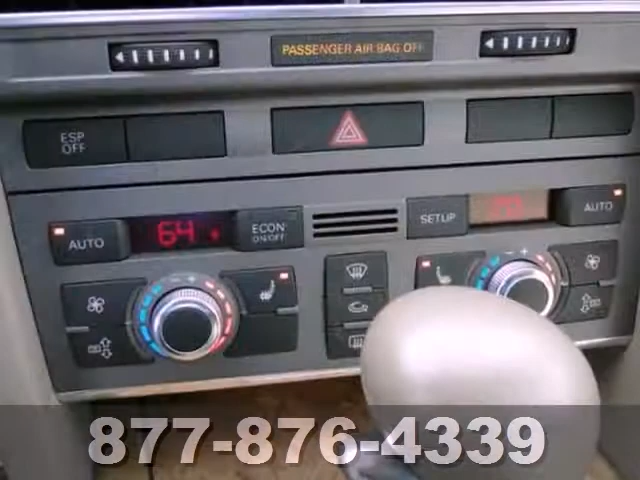 PASSENGER AIR BAG OFF
ESP
OFF
AUTO
64
ECON
ON/OFF
SETUP
AUTO
877-876-4339